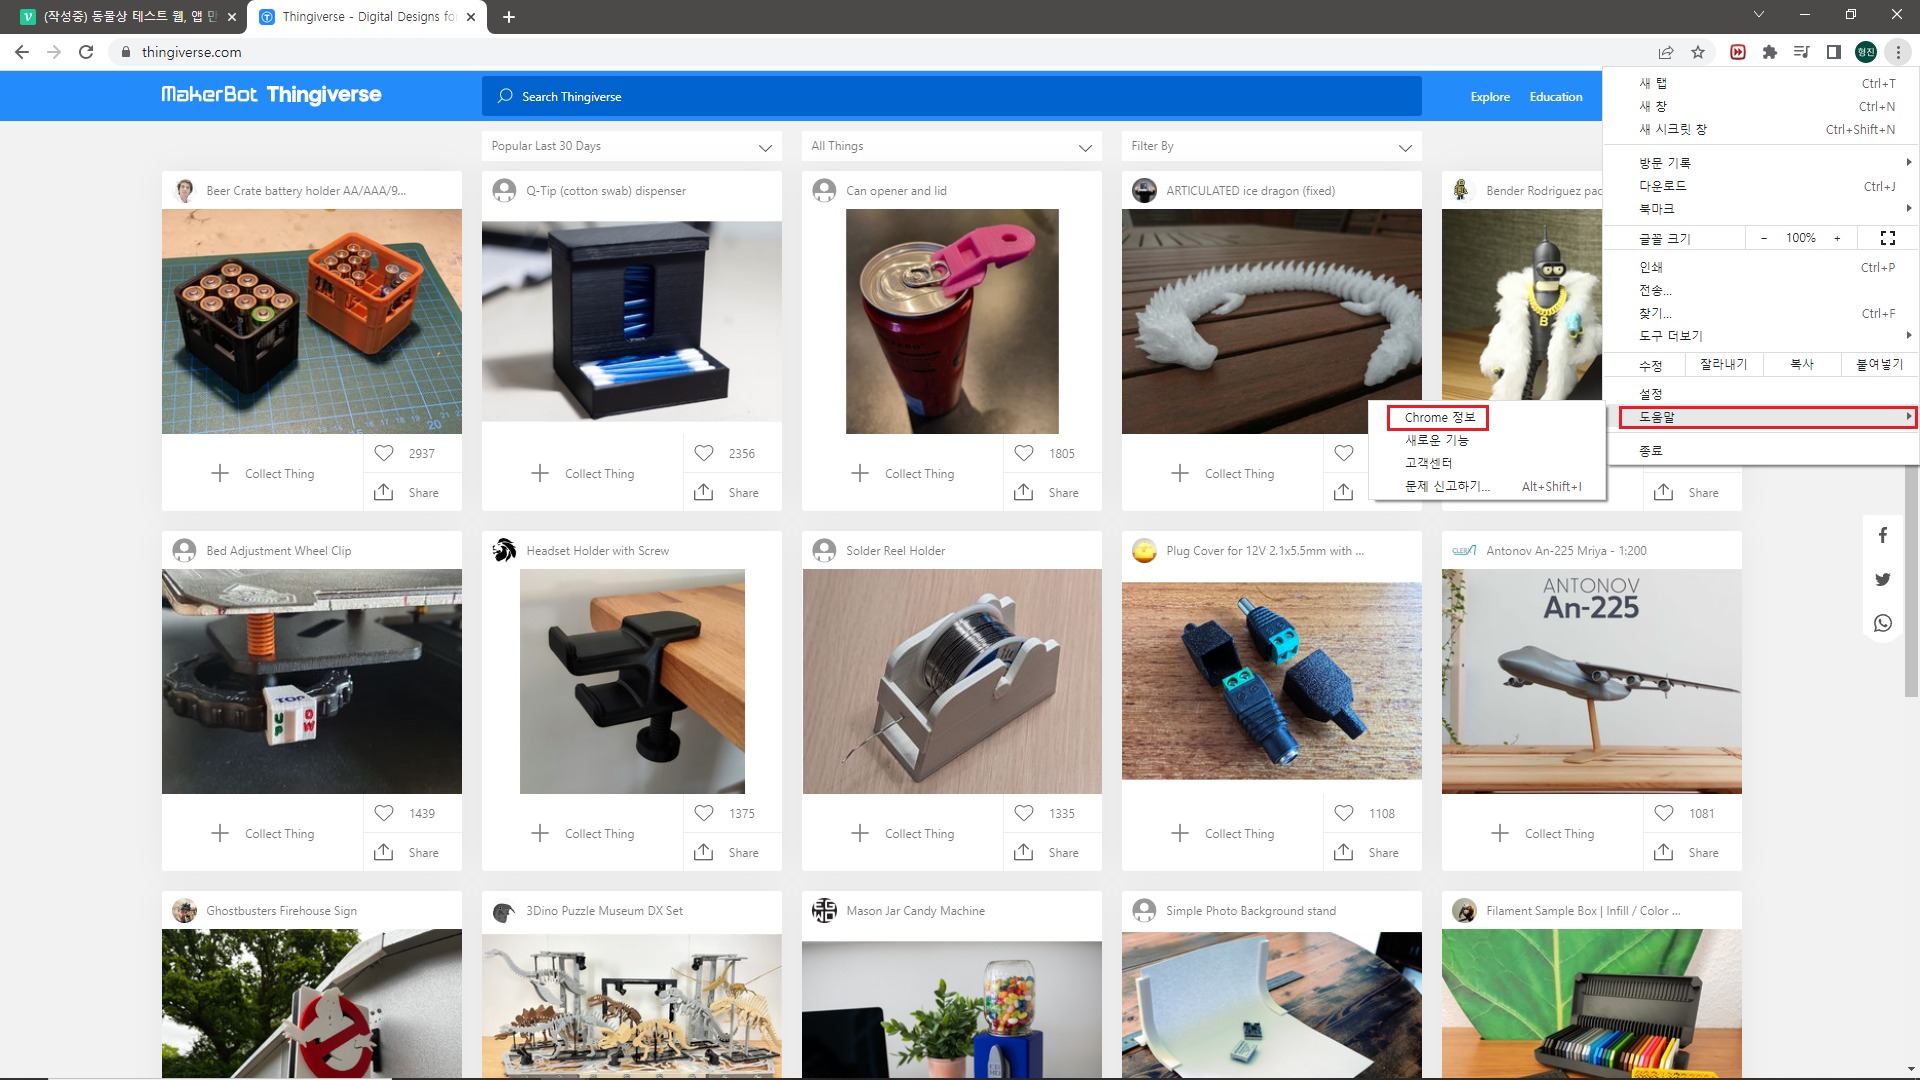 (작성중) 동물상 테스트 웹, 앱 만
Thingiverse - Digital Designs fo
thingiverse.com
형진
MakerBot Thingiverse
Search Thingiverse
Explore
Education
Popular Last 30 Days
All Things
Filter By
새 탭 Ctrl+T
새 창 Ctrl+N
새 시크릿 창 Ctrl+Shift+N
방문 기록
다운로드 Ctrl+J
북마크
글꼴 크기 − 100% +
인쇄 Ctrl+P
전송...
찾기... Ctrl+F
도구 더보기
수정 잘라내기 복사 붙여넣기
설정
도움말
종료
Chrome 정보
새로운 기능
고객센터
문제 신고하기... Alt+Shift+I
Beer Crate battery holder AA/AAA/9...
Q-Tip (cotton swab) dispenser
Can opener and lid
ARTICULATED ice dragon (fixed)
Bender Rodriguez pac
B
20
Collect Thing 2937 Share
Collect Thing 2356 Share
Collect Thing 1805 Share
Collect Thing
Share
Bed Adjustment Wheel Clip
Headset Holder with Screw
Solder Reel Holder
Plug Cover for 12V 2.1x5.5mm with ...
Antonov An-225 Mriya - 1:200
TOP
UP
ANTONOV
An-225
Collect Thing 1439 Share
Collect Thing 1375 Share
Collect Thing 1335 Share
Collect Thing 1108 Share
Collect Thing 1081 Share
Ghostbusters Firehouse Sign
3Dino Puzzle Museum DX Set
Mason Jar Candy Machine
Simple Photo Background stand
Filament Sample Box | Infill / Color ...